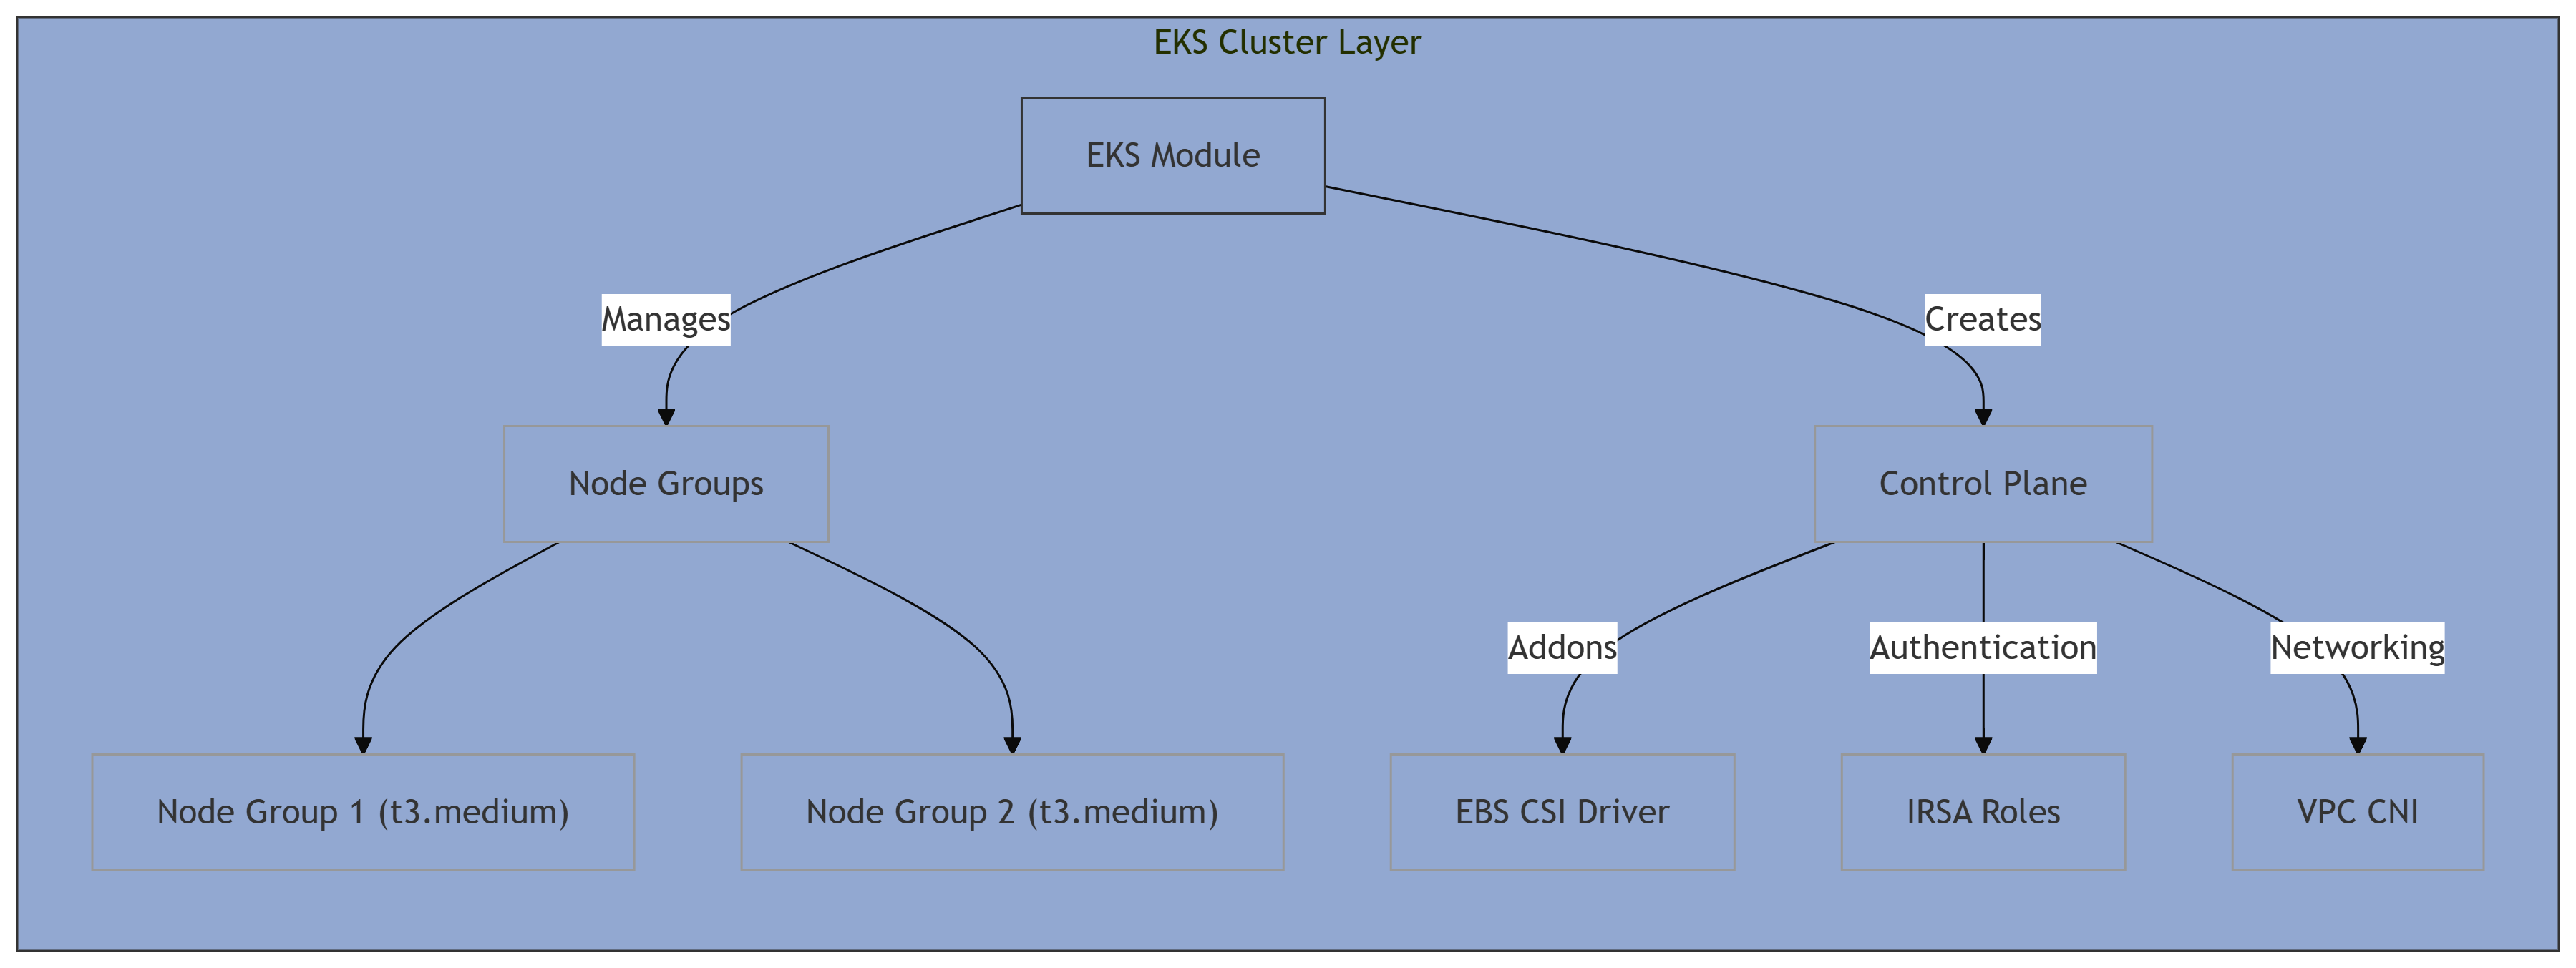 EKS Cluster Layer
EKS Module
Manages
Creates
Node Groups
Control Plane
Addons
Authentication
Networking
Node Group 1 (t3.medium)
Node Group 2 (t3.medium)
EBS CSI Driver
IRSA Roles
VPC CNI